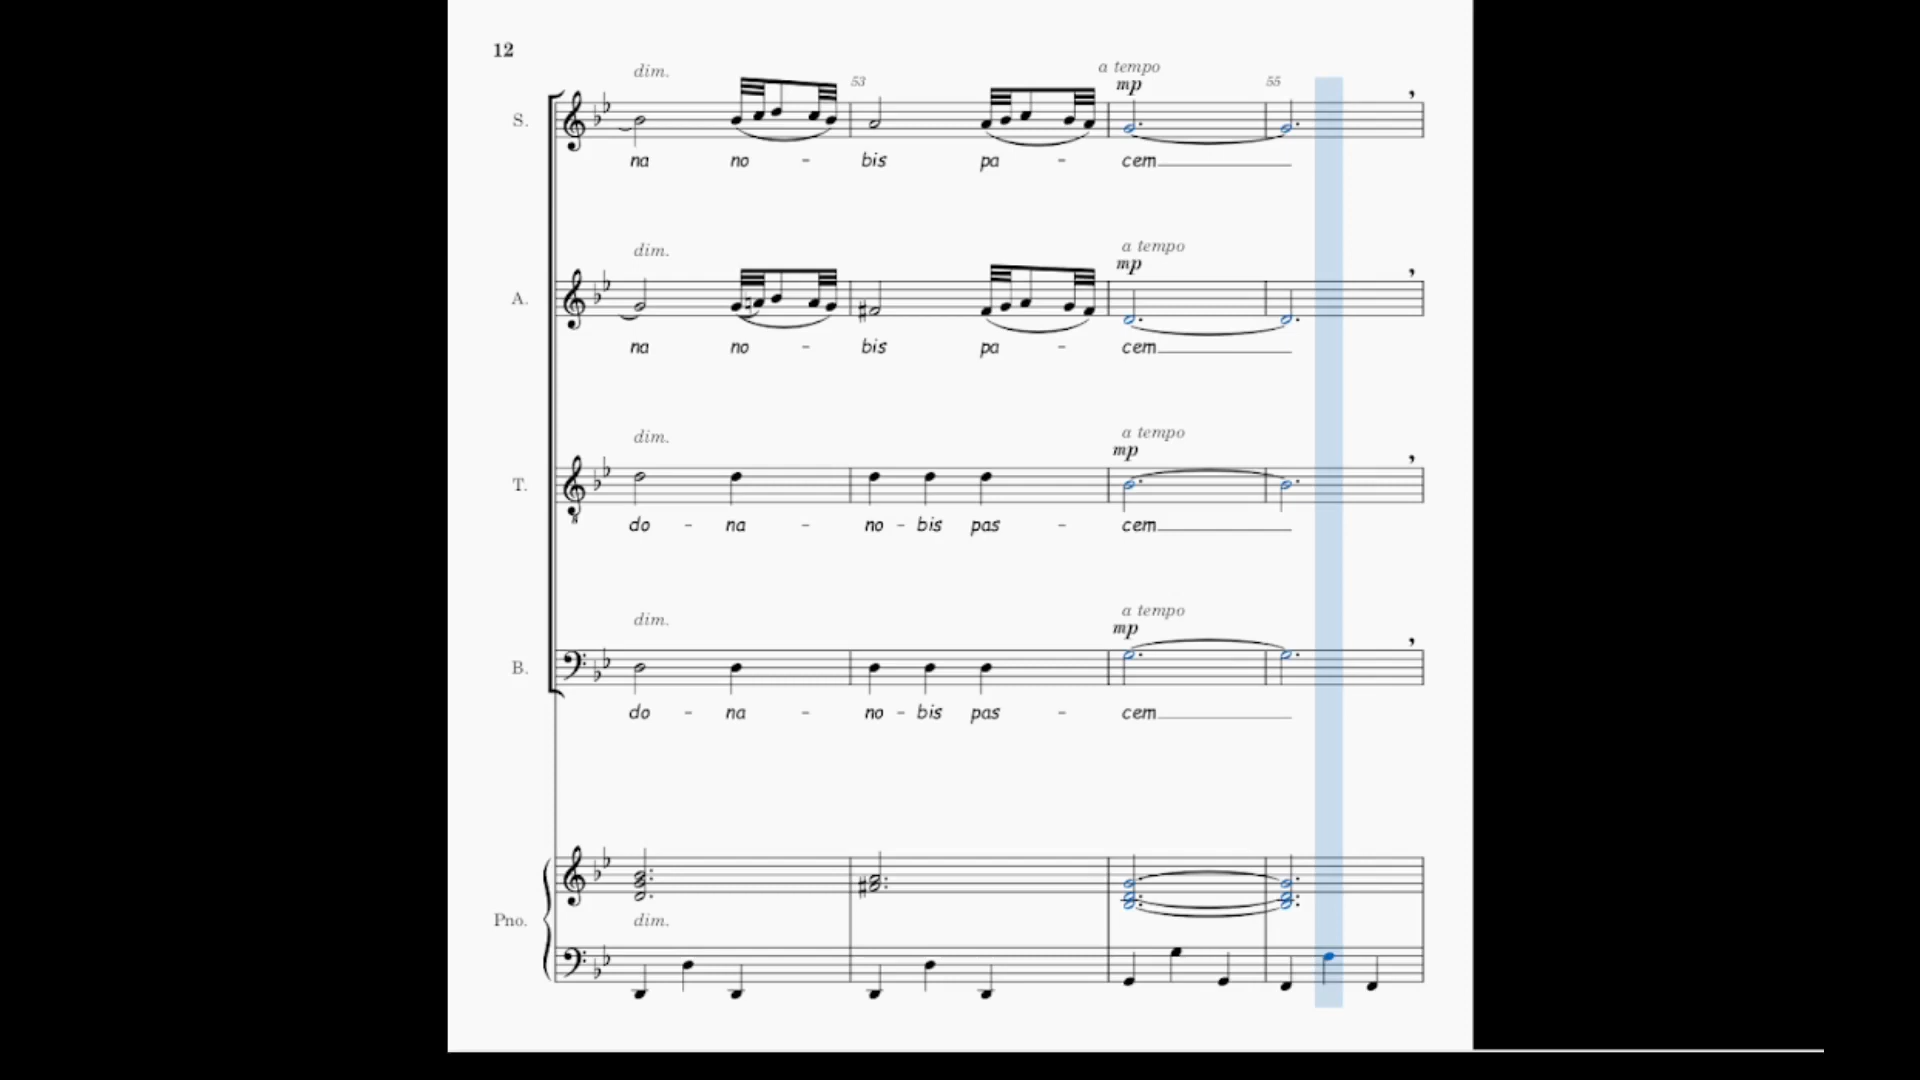 12
dim.
53
a tempo
mp
55
S.
na no - bis pa - cem
dim.
a tempo
mp
A.
na no - bis pa - cem
dim.
a tempo
mp
T.
do - na - no - bis pas - cem
dim.
a tempo
mp
B.
do - na - no - bis pas - cem
Pno.
dim.